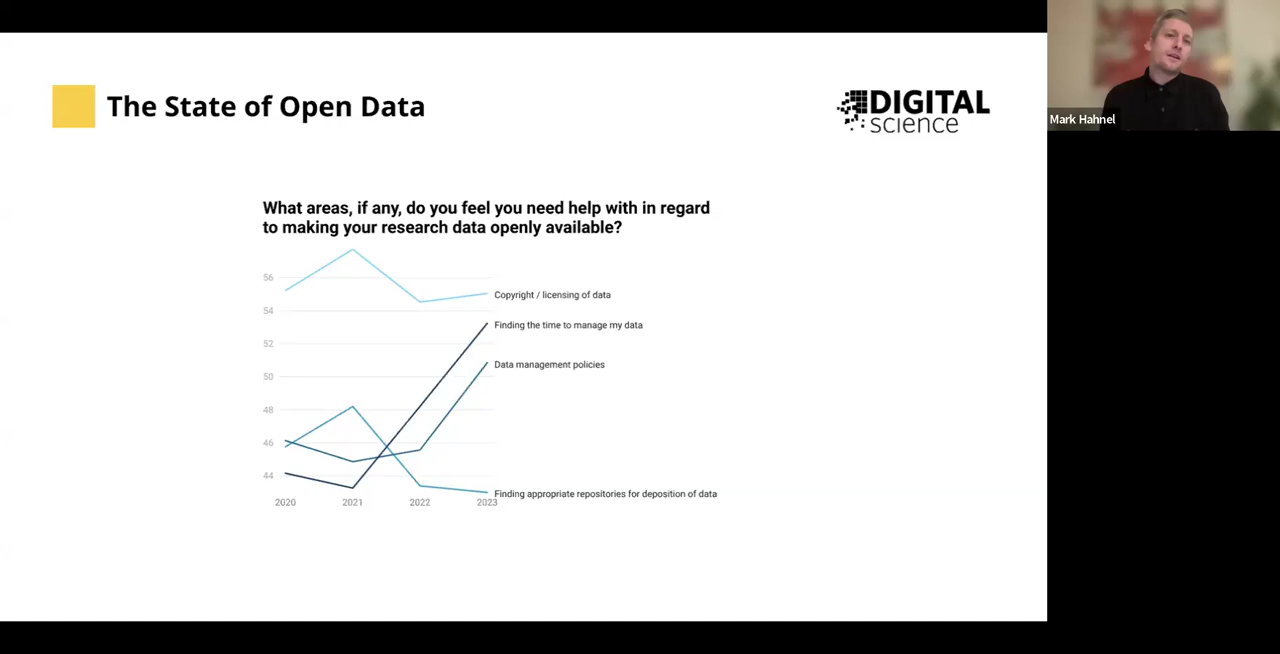 The State of Open Data
DIGITAL
science
Mark Hahnel
What areas, if any, do you feel you need help with in regard
to making your research data openly available?
56
54
52
50
48
46
44
Copyright / licensing of data
Finding the time to manage my data
Data management policies
Finding appropriate repositories for deposition of data
2020
2021
2022
2023